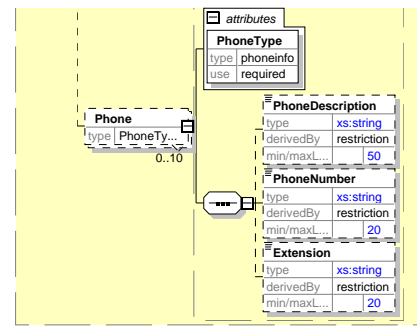 attributes
PhoneType
type phoneinfo
use required
Phone
type PhoneTy...
0..10
PhoneDescription
type xs:string
derivedBy restriction
min/maxL... 50
PhoneNumber
type xs:string
derivedBy restriction
min/maxL... 20
Extension
type xs:string
derivedBy restriction
min/maxL... 20